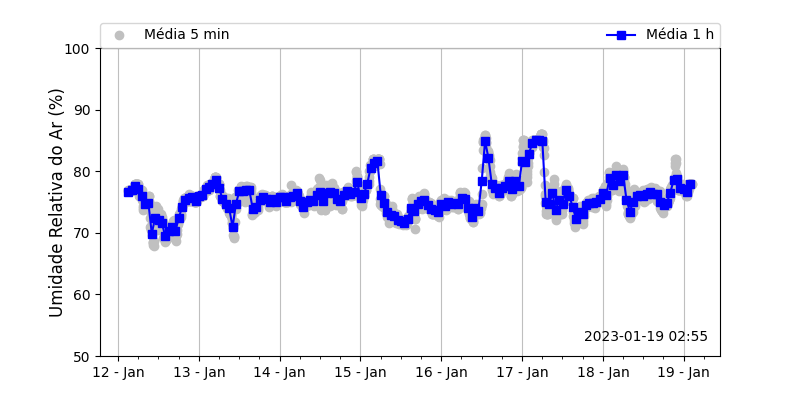 Média 5 min Média 1 h
100
90
80
70
60
50
Umidade Relativa do Ar (%)
2023-01-19 02:55
12 - Jan 13 - Jan 14 - Jan 15 - Jan 16 - Jan 17 - Jan 18 - Jan 19 - Jan